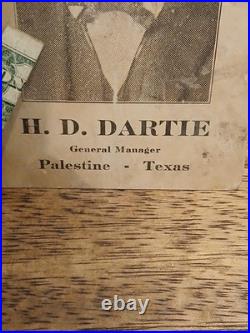 H. D. DARTIE
General Manager
Palestine - Texas